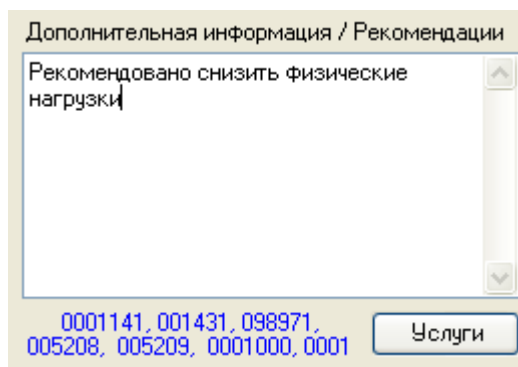 Дополнительная информация / Рекомендации
Рекомендовано снизить физические
нагрузки
0001141, 001431, 098971,
005208, 005209, 0001000, 0001
Услуги